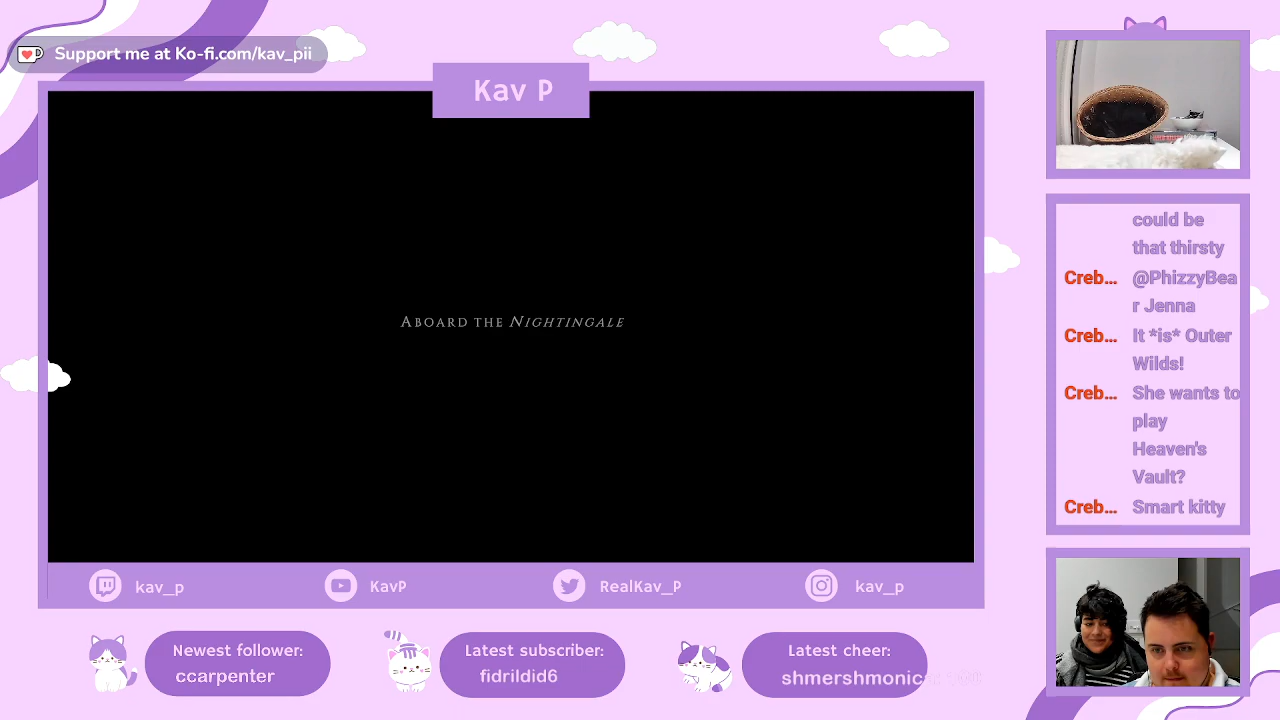 Support me at Ko-fi.com/kav_pii
Kav P
ABOARD THE NIGHTINGALE
could be
that thirsty
Creb... @PhizzyBea
r Jenna
Creb... It *is* Outer
Wilds!
Creb... She wants to
play
Heaven's
Vault?
Creb... Smart kitty
kav_p
KavP
RealKav_P
kav_p
Newest follower:
ccarpenter
Latest subscriber:
fidrildid6
Latest cheer:
shmershmonica